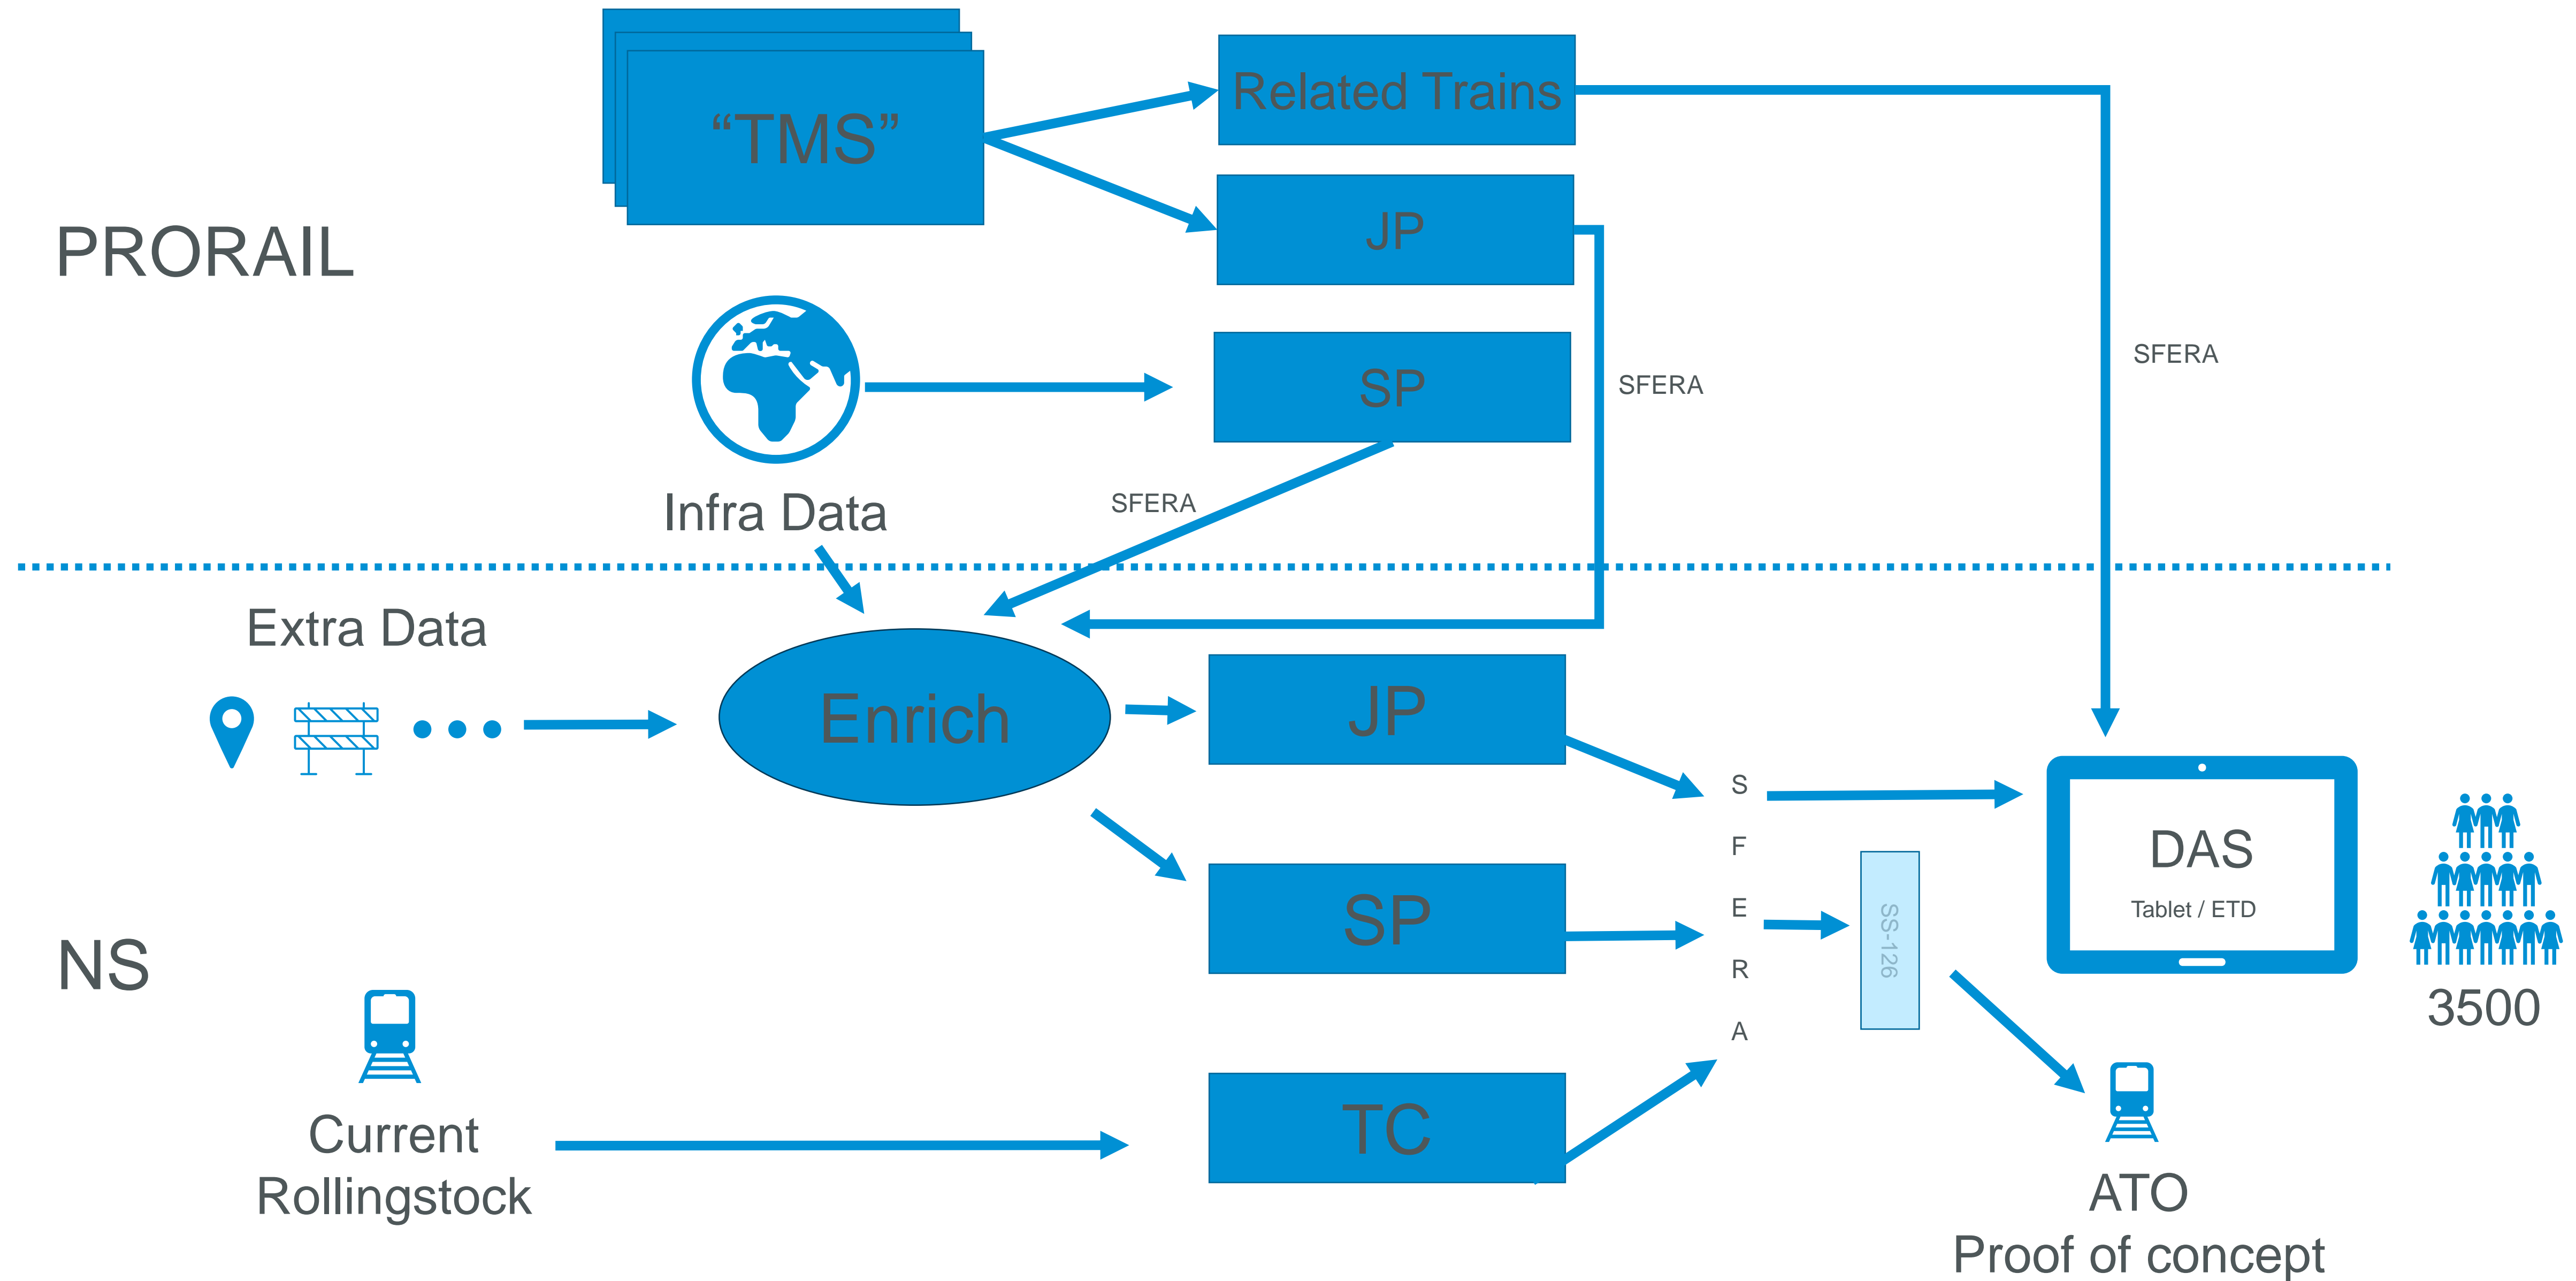 “TMS”
Related Trains
JP
PRORAIL
SP
SFERA
SFERA
Infra Data
SFERA
Extra Data
Enrich
JP
SP
TC
NS
Current
Rollingstock
S
F
E
R
A
SS-126
DAS
Tablet / ETD
3500
ATO
Proof of concept